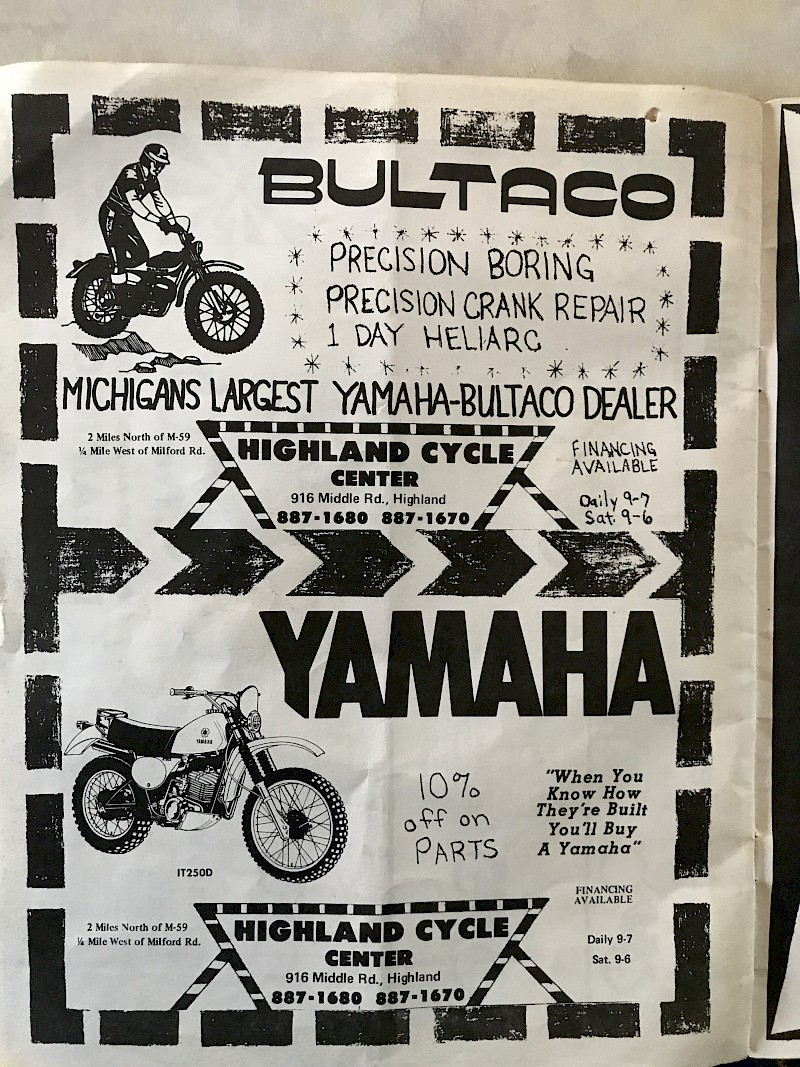 BULTACO
PRECISION BORING
PRECISION CRANK REPAIR
1 DAY HELIARC
MICHIGANS LARGEST YAMAHA-BULTACO DEALER
2 Miles North of M-59
¼ Mile West of Milford Rd.
HIGHLAND CYCLE
CENTER
916 Middle Rd., Highland
887-1680 887-1670
FINANCING
AVAILABLE
Daily 9-7
Sat. 9-6
YAMAHA
YAMAHA
IT250D
10%
off on
PARTS
"When You
Know How
They're Built
You'll Buy
A Yamaha"
FINANCING
AVAILABLE
Daily 9-7
Sat. 9-6
2 Miles North of M-59
¼ Mile West of Milford Rd.
HIGHLAND CYCLE
CENTER
916 Middle Rd., Highland
887-1680 887-1670